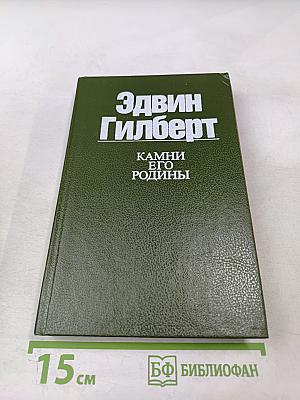 Эдвин
Гилберт
КАМНИ
ЕГО
РОДИНЫ
15 см
БФ БИБЛИОФАН